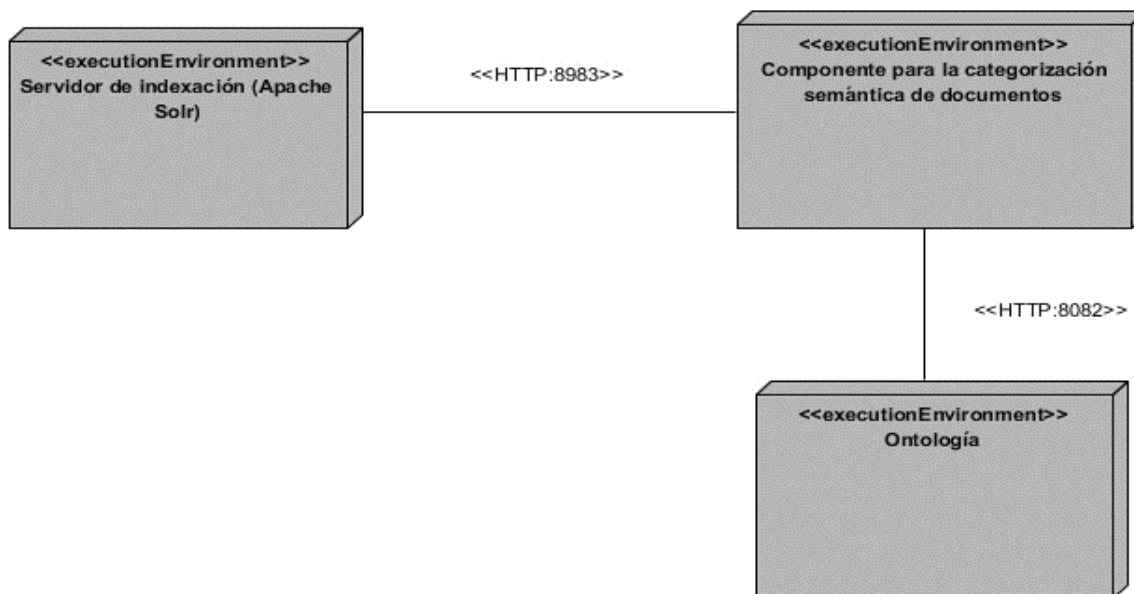 <<executionEnvironment>>
Servidor de indexación (Apache
Solr)
<<HTTP:8983>>
<<executionEnvironment>>
Componente para la categorización
semántica de documentos
<<HTTP:8082>>
<<executionEnvironment>>
Ontología